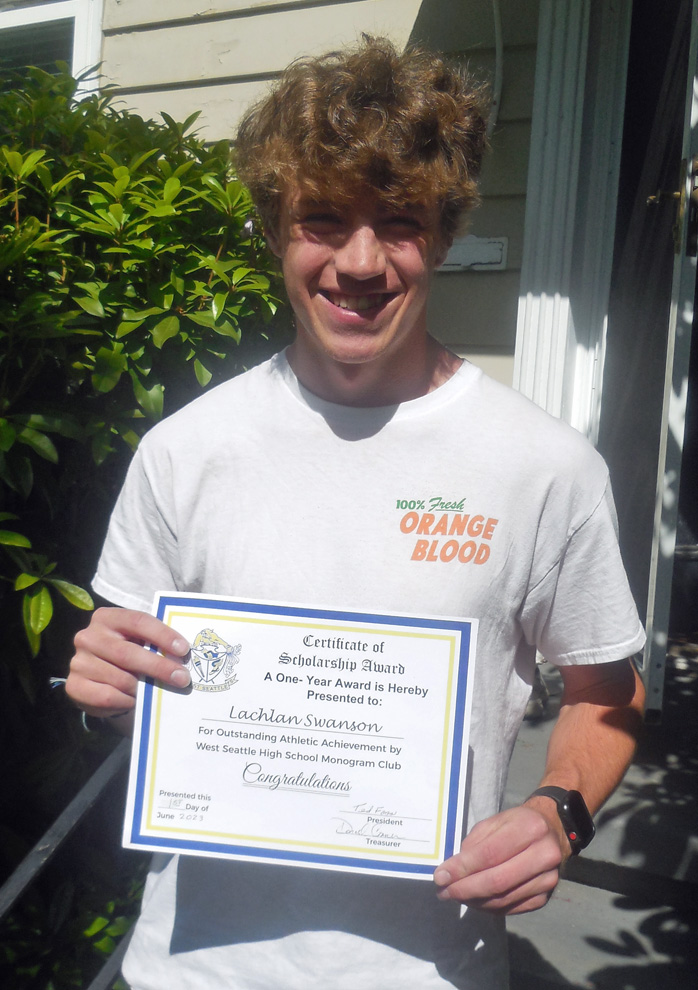 100% Fresh
ORANGE
BLOOD
Certificate of
Scholarship Award
A One- Year Award is Hereby
Presented to:
Lachlan Swanson
For Outstanding Athletic Achievement by
West Seattle High School Monogram Club
Congratulations
Presented this
1st Day of
June 2023
President
Treasurer